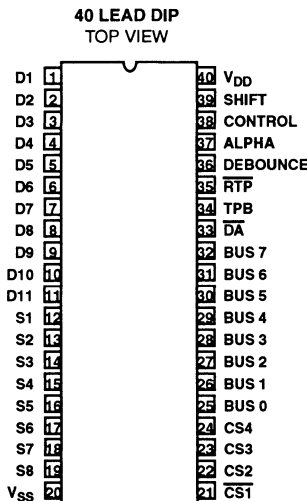 40 LEAD DIP
TOP VIEW
D1 1 40 VDD
D2 2 39 SHIFT
D3 3 38 CONTROL
D4 4 37 ALPHA
D5 5 36 DEBOUNCE
D6 6 35 RTP
D7 7 34 TPB
D8 8 33 DA
D9 9 32 BUS 7
D10 10 31 BUS 6
D11 11 30 BUS 5
S1 12 29 BUS 4
S2 13 28 BUS 3
S3 14 27 BUS 2
S4 15 26 BUS 1
S5 16 25 BUS 0
S6 17 24 CS4
S7 18 23 CS3
S8 19 22 CS2
VSS 20 21 CS1